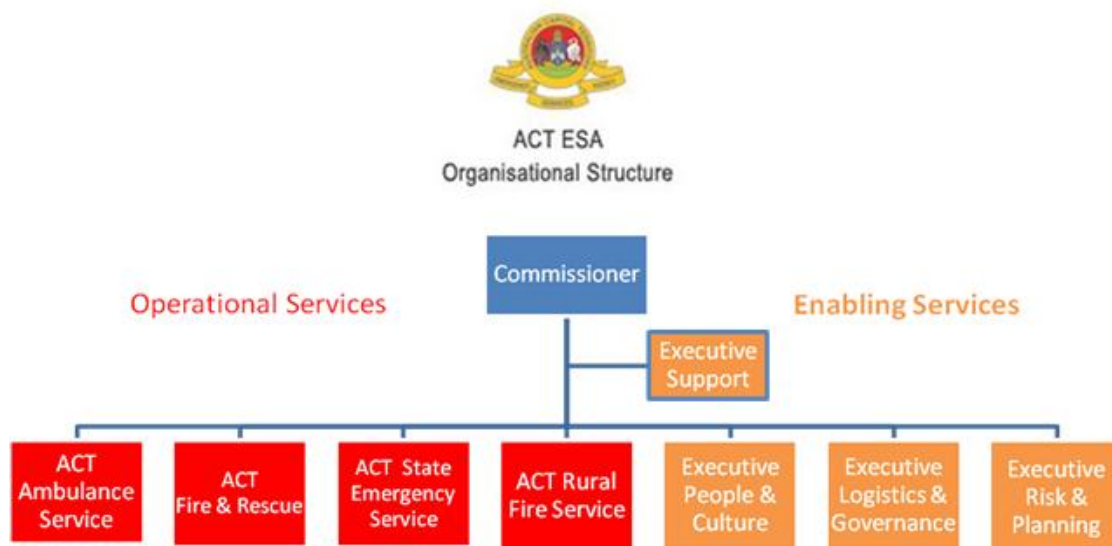 ACT ESA
Organisational Structure
Commissioner
Operational Services
Enabling Services
Executive
Support
ACT
Ambulance
Service
ACT
Fire & Rescue
ACT State
Emergency
Service
ACT Rural
Fire Service
Executive
People &
Culture
Executive
Logistics &
Governance
Executive
Risk &
Planning